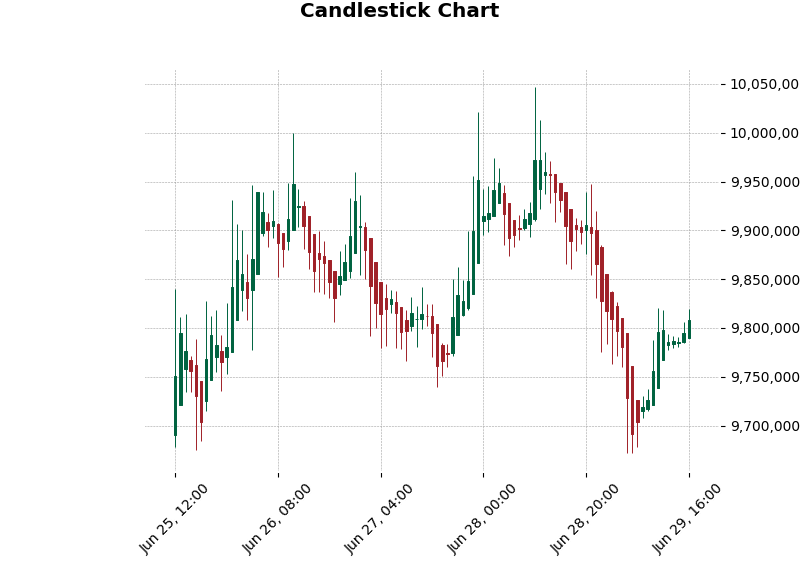 Candlestick Chart
10,050,00
10,000,00
9,950,000
9,900,000
9,850,000
9,800,000
9,750,000
9,700,000
Jun 25, 12:00
Jun 26, 08:00
Jun 27, 04:00
Jun 28, 00:00
Jun 28, 20:00
Jun 29, 16:00